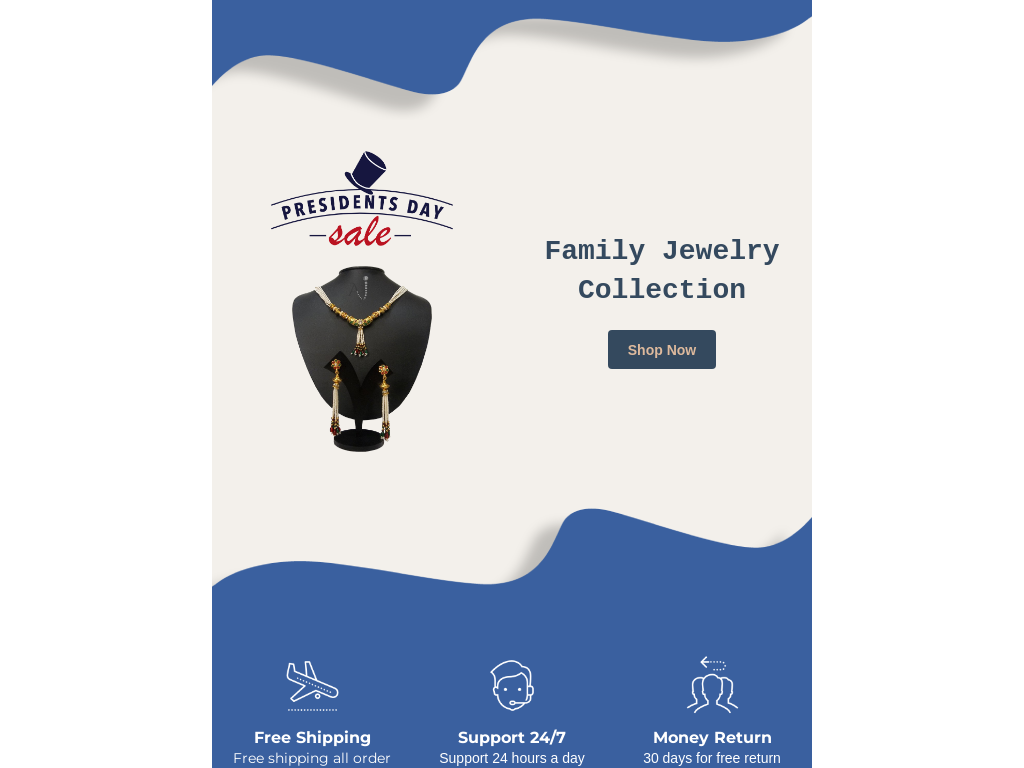 PRESIDENTS DAY
sale
Family Jewelry
Collection
Shop Now
Free Shipping
Free shipping all order
Support 24/7
Support 24 hours a day
Money Return
30 days for free return